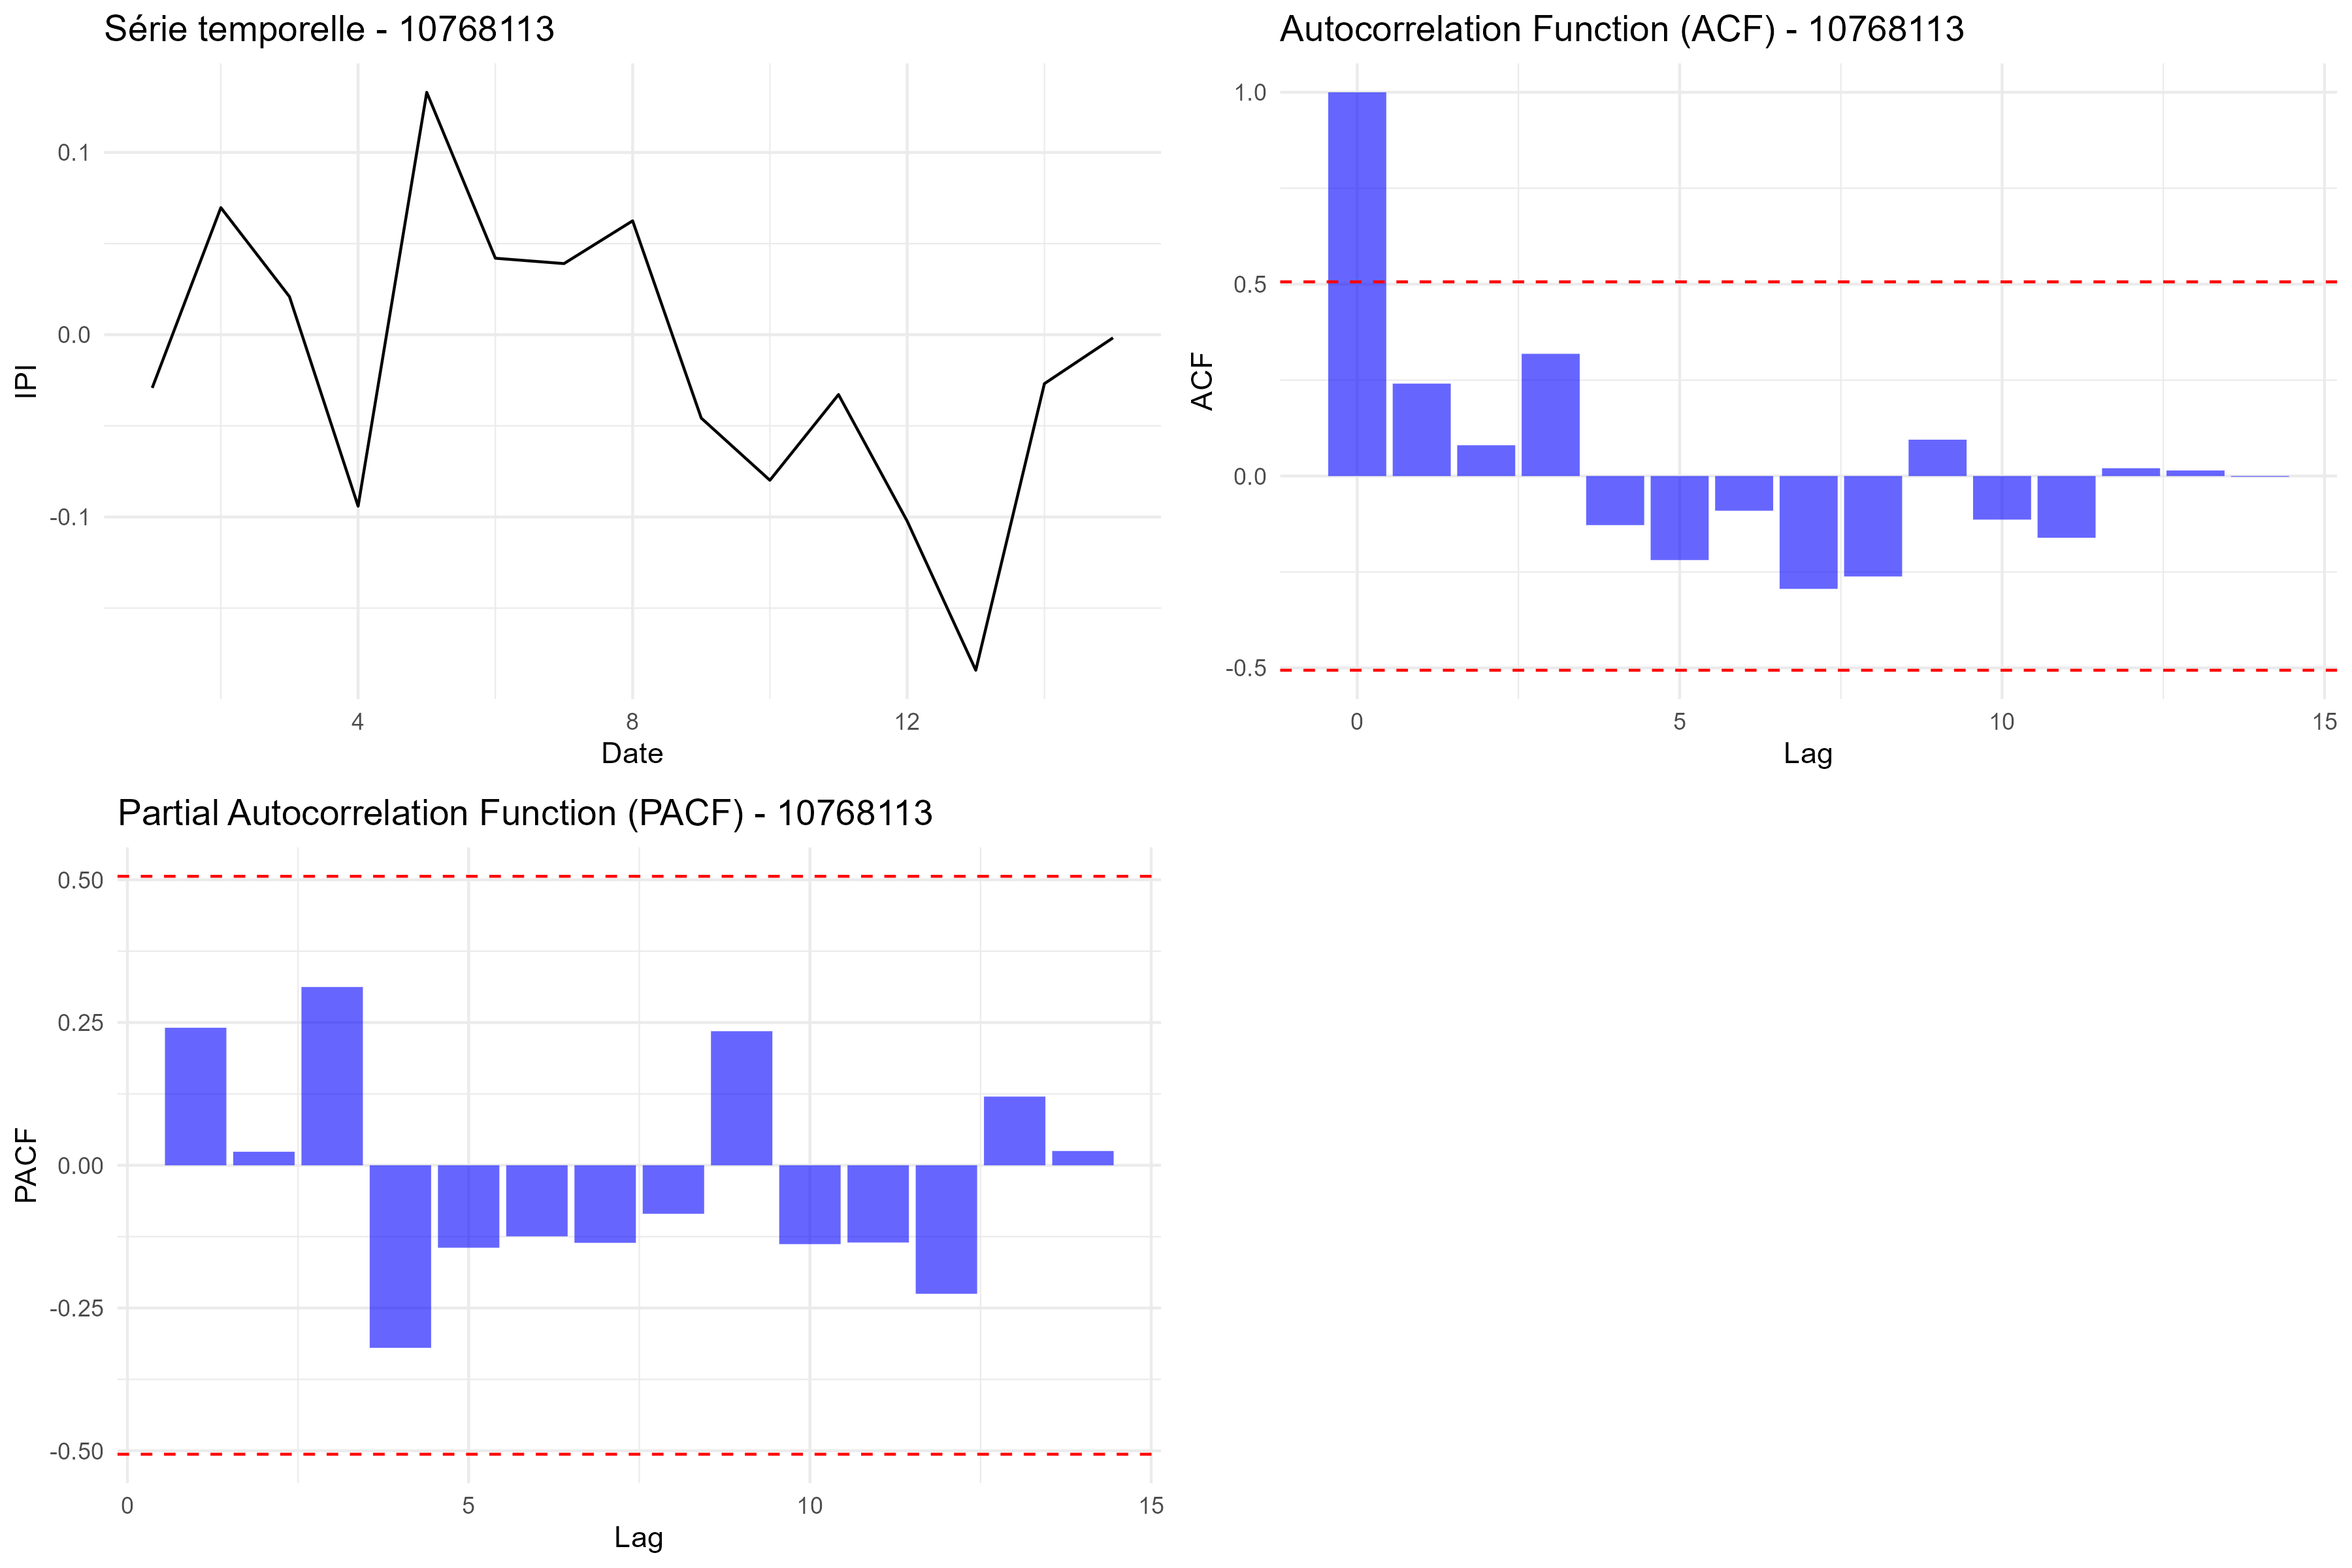 Série temporelle - 10768113
IPI
0.1
0.0
-0.1
4
8
12
Date
Autocorrelation Function (ACF) - 10768113
ACF
1.0
0.5
0.0
-0.5
0
5
10
15
Lag
Partial Autocorrelation Function (PACF) - 10768113
PACF
0.50
0.25
0.00
-0.25
-0.50
0
5
10
15
Lag